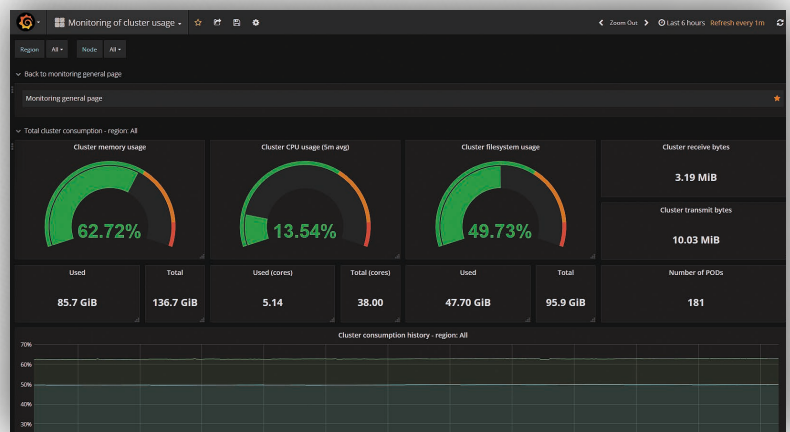 Monitoring of cluster usage
Zoom Out
Last 6 hours Refresh every 1m
Region All Node All
Back to monitoring general page
Monitoring general page
Total cluster consumption - region: All
Cluster memory usage
62.72%
Cluster CPU usage (5m avg)
13.54%
Cluster filesystem usage
49.73%
Cluster receive bytes
3.19 MiB
Cluster transmit bytes
10.03 MiB
Used
85.7 GiB
Total
136.7 GiB
Used (cores)
5.14
Total (cores)
38.00
Used
47.70 GiB
Total
95.9 GiB
Number of PODs
181
Cluster consumption history - region: All
70%
60%
50%
40%
30%